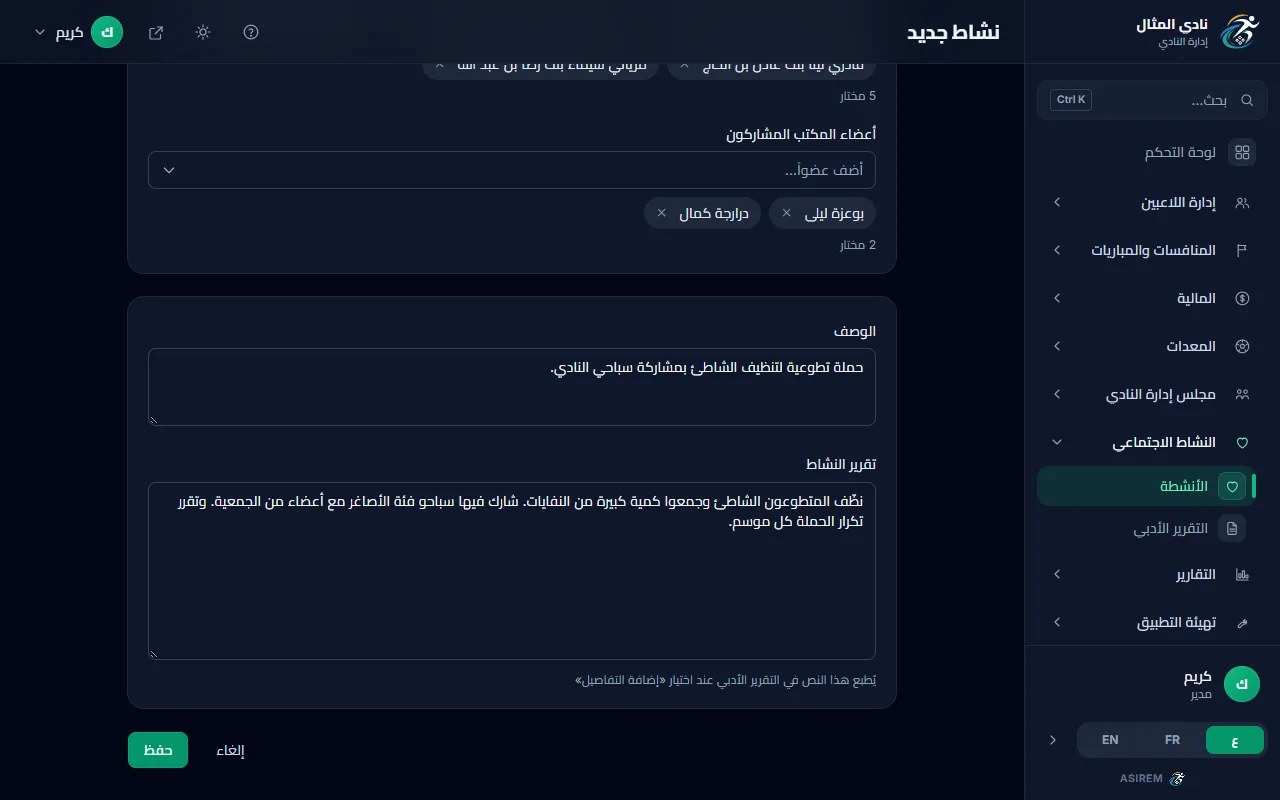 نادي المثال
إدارة النادي
بحث...
Ctrl K
لوحة التحكم
إدارة اللاعبين
المنافسات والمباريات
المالية
المعدات
مجلس إدارة النادي
النشاط الاجتماعي
الأنشطة
التقرير الأدبي
التقارير
تهيئة التطبيق
ك
كريم
مدير
ع
FR
EN
ASIREM
نشاط جديد
ك
كريم
5 مختار
أعضاء المكتب المشاركون
أضف عضواً...
بوعزة ليلى ×
درارجة كمال ×
2 مختار
الوصف
حملة تطوعية لتنظيف الشاطئ بمشاركة سباحي النادي.
تقرير النشاط
نظّف المتطوعون الشاطئ وجمعوا كمية كبيرة من النفايات. شارك فيها سباحو فئة الأصاغر مع أعضاء من الجمعية. وتقرر
تكرار الحملة كل موسم.
يُطبع هذا النص في التقرير الأدبي عند اختيار «إضافة التفاصيل»
إلغاء
حفظ